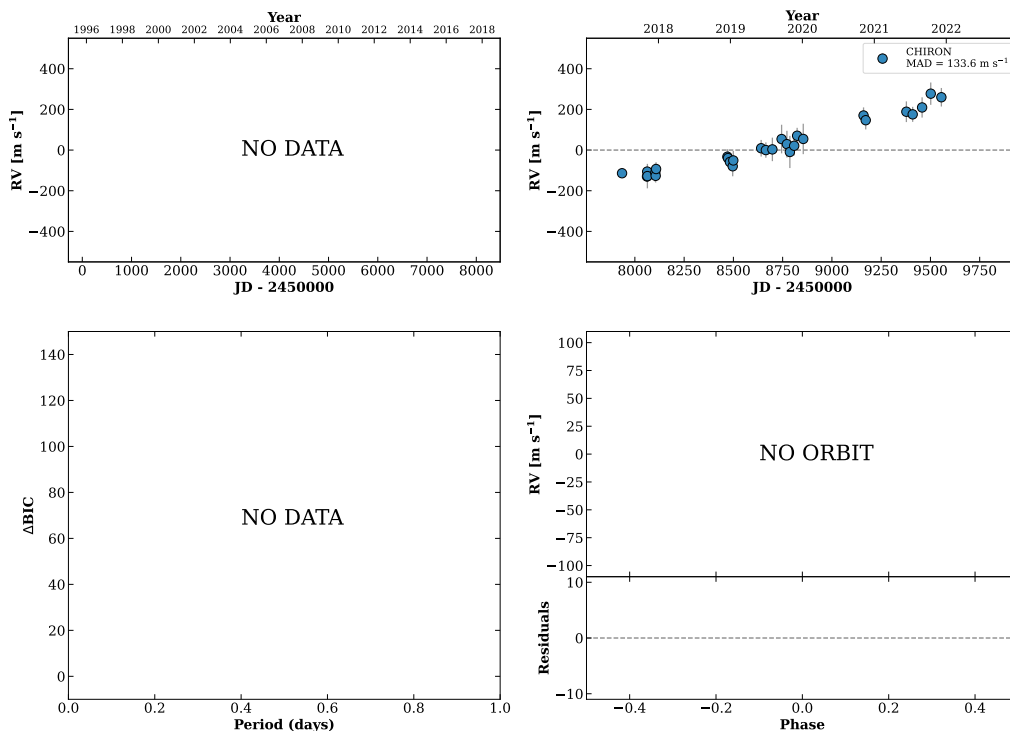 Year
1996 1998 2000 2002 2004 2006 2008 2010 2012 2014 2016 2018
400
200
0
−200
−400
RV [m s⁻¹]
NO DATA
0 1000 2000 3000 4000 5000 6000 7000 8000
JD - 2450000
Year
2018 2019 2020 2021 2022
CHIRON
MAD = 133.6 m s⁻¹
400
200
0
−200
−400
RV [m s⁻¹]
8000 8250 8500 8750 9000 9250 9500 9750
JD - 2450000
140
120
100
80
60
40
20
0
ΔBIC
NO DATA
0.0 0.2 0.4 0.6 0.8 1.0
Period (days)
100
75
50
25
0
−25
−50
−75
−100
RV [m s⁻¹]
NO ORBIT
10
0
−10
Residuals
−0.4 −0.2 0.0 0.2 0.4
Phase